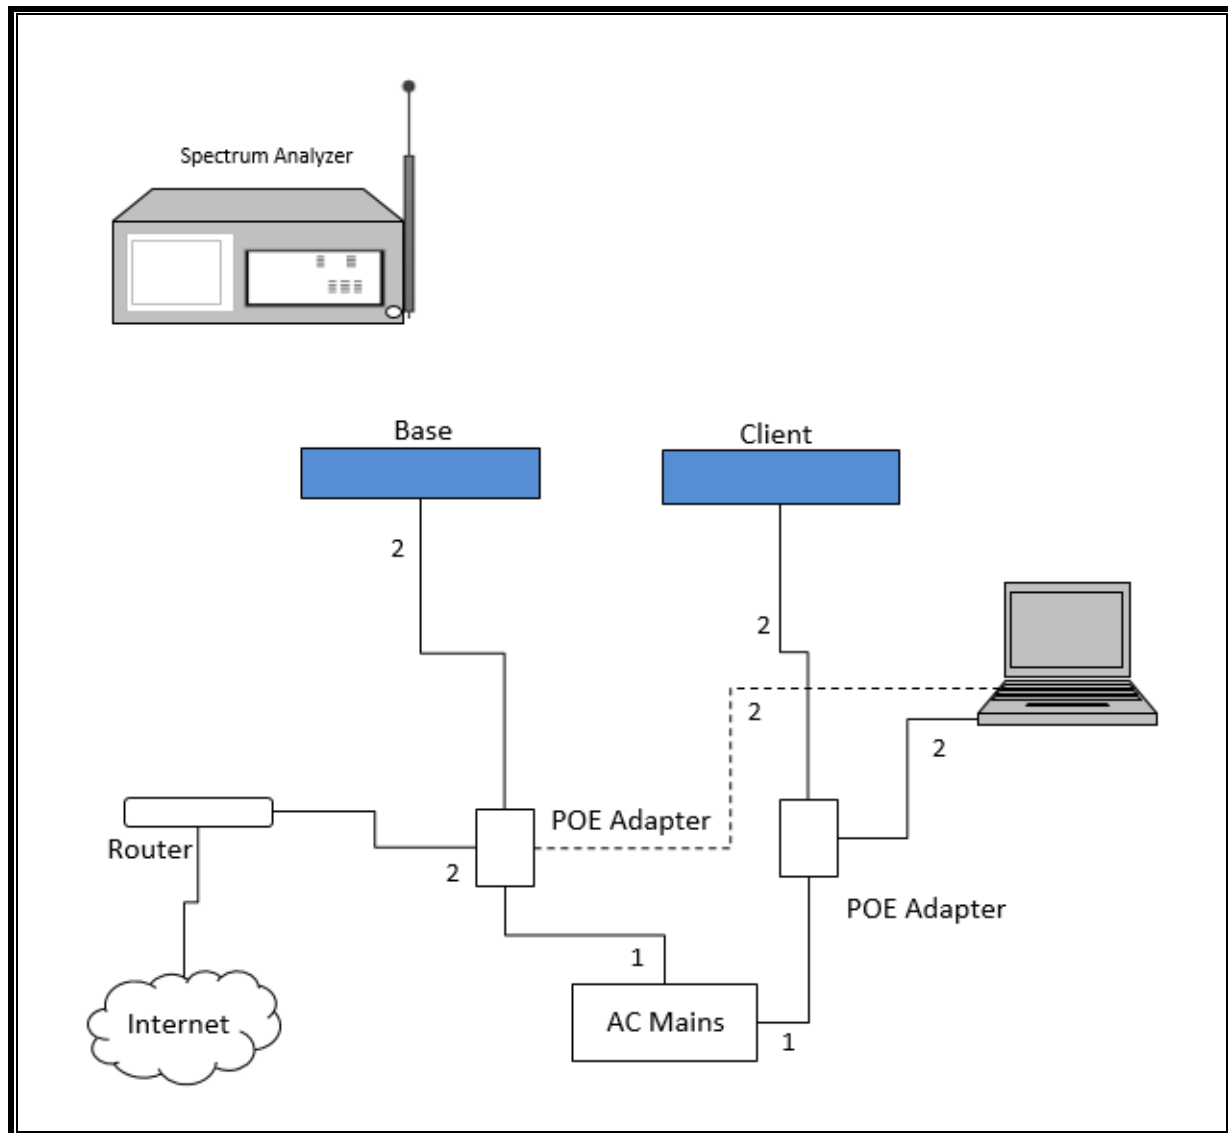 Spectrum Analyzer
Base
Client
2
2
2
2
POE Adapter
Router
2
POE Adapter
1
Internet
AC Mains
1